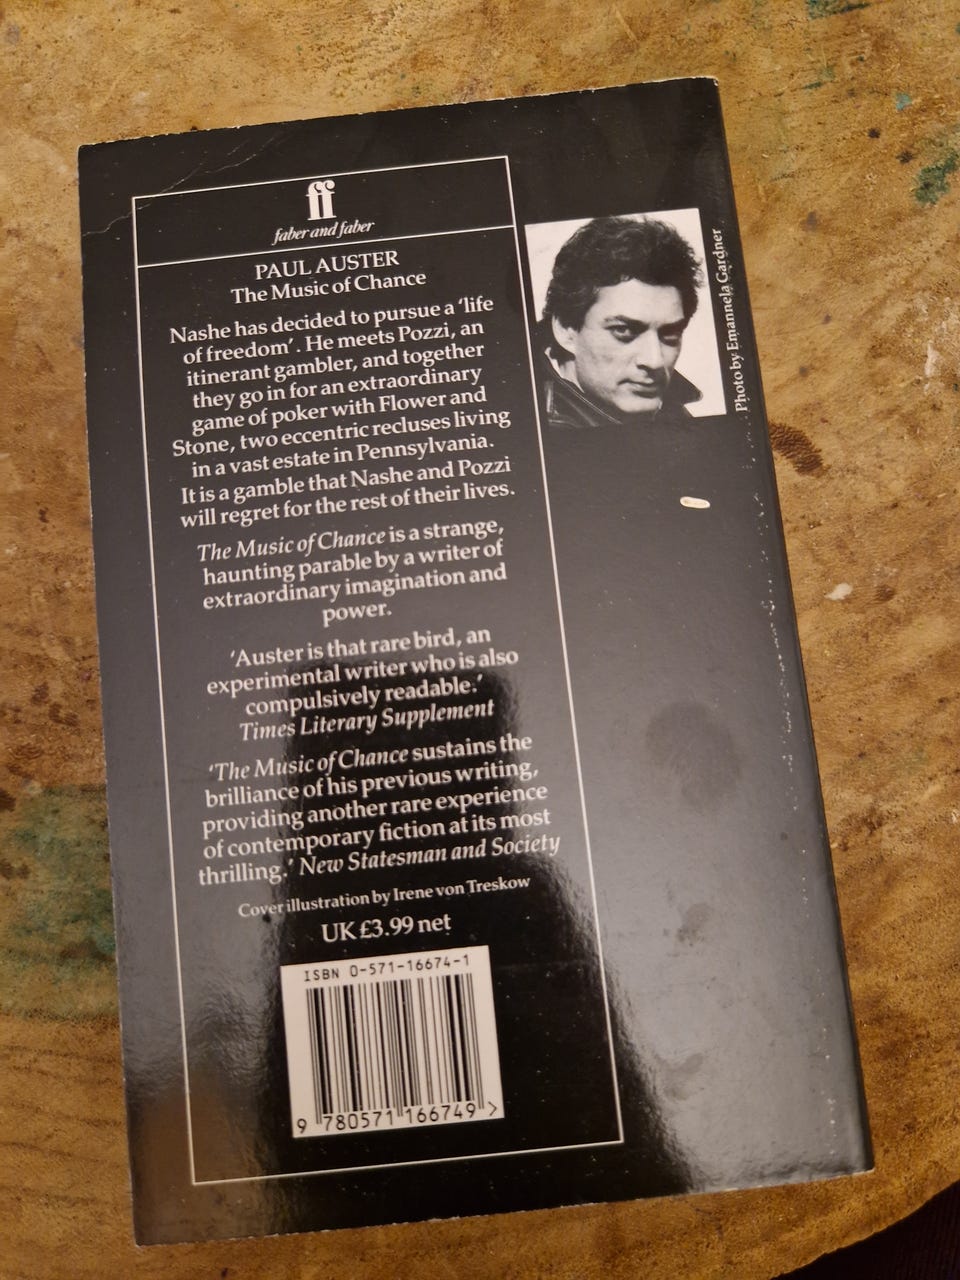 ff
faber and faber
PAUL AUSTER
The Music of Chance
Nashe has decided to pursue a 'life
of freedom'. He meets Pozzi, an
itinerant gambler, and together
they go in for an extraordinary
game of poker with Flower and
Stone, two eccentric recluses living
in a vast estate in Pennsylvania.
It is a gamble that Nashe and Pozzi
will regret for the rest of their lives.
The Music of Chance is a strange,
haunting parable by a writer of
extraordinary imagination and
power.
'Auster is that rare bird, an
experimental writer who is also
compulsively readable.'
Times Literary Supplement
'The Music of Chance sustains the
brilliance of his previous writing,
providing another rare experience
of contemporary fiction at its most
thrilling.' New Statesman and Society
Cover illustration by Irene von Treskow
UK £3.99 net
ISBN 0-571-16674-1
9 780571 166749 >
Photo by Emannela Gardner